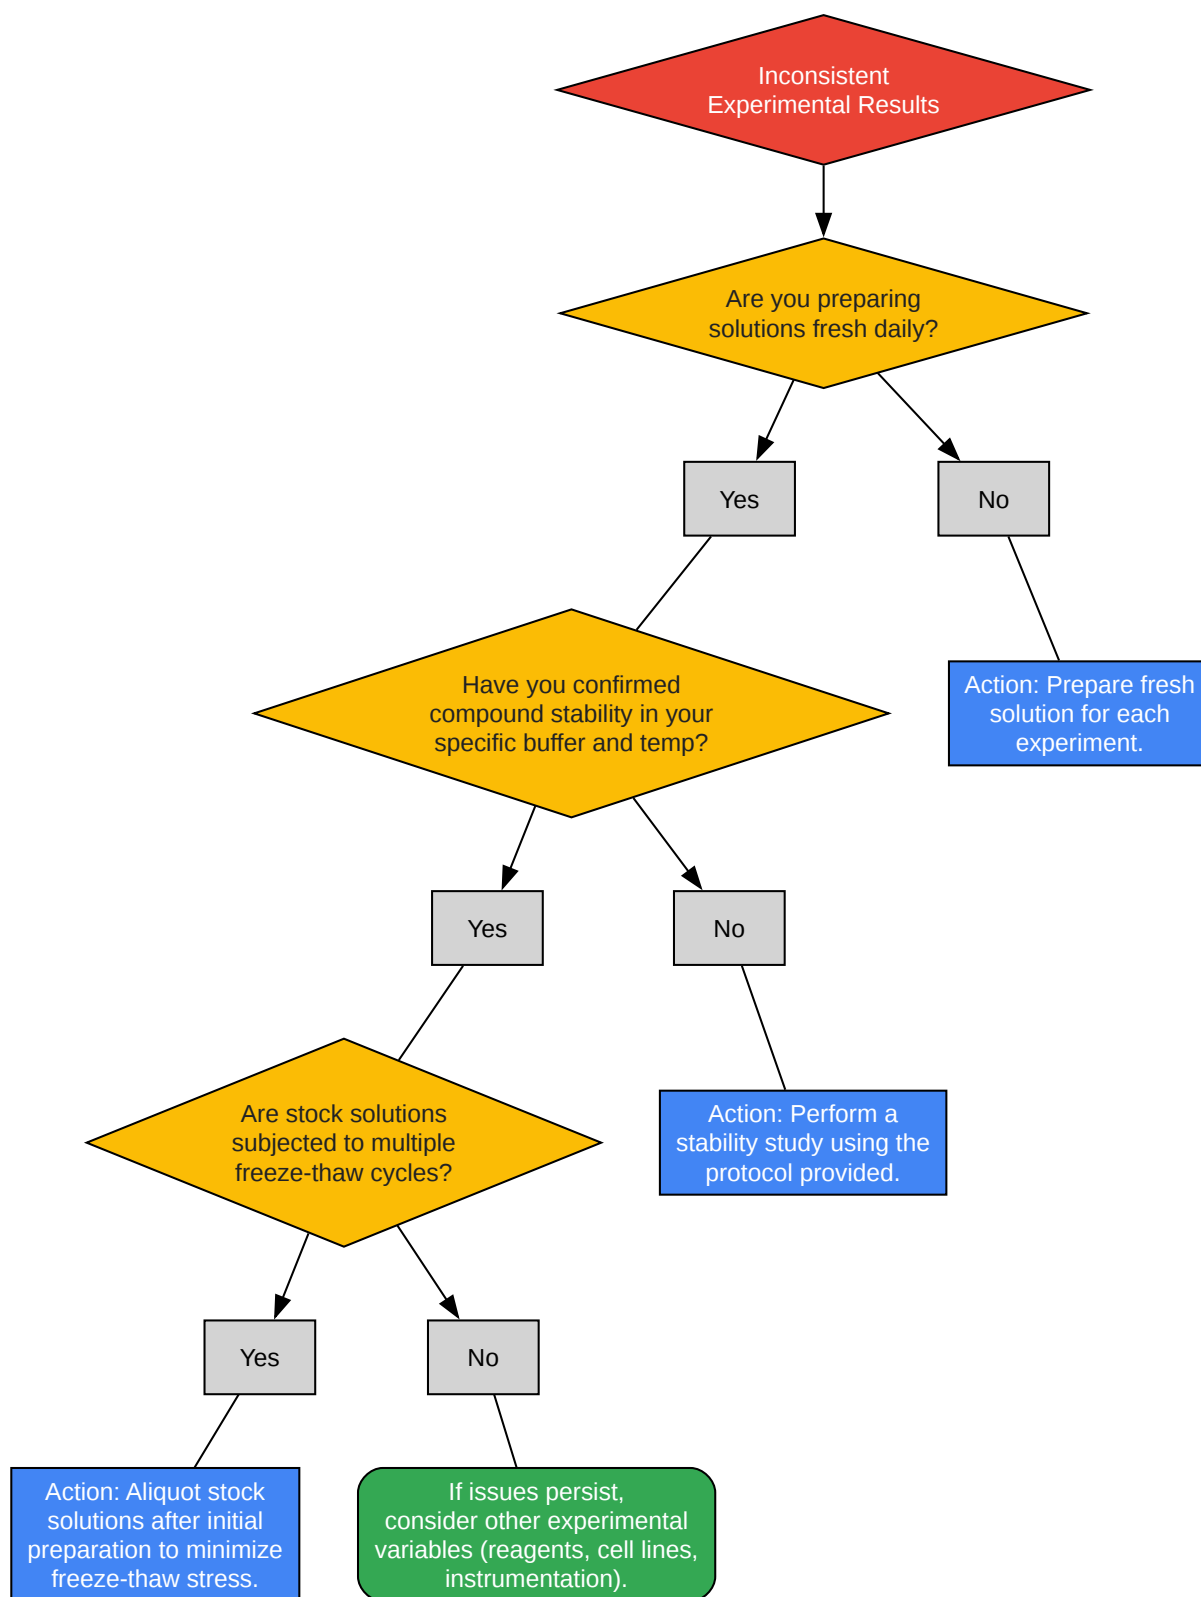 Inconsistent
Experimental Results
Are you preparing
solutions fresh daily?
Yes
No
Have you confirmed
compound stability in your
specific buffer and temp?
Action: Prepare fresh
solution for each
experiment.
Yes
No
Are stock solutions
subjected to multiple
freeze-thaw cycles?
Action: Perform a
stability study using the
protocol provided.
Yes
No
Action: Aliquot stock
solutions after initial
preparation to minimize
freeze-thaw stress.
If issues persist,
consider other experimental
variables (reagents, cell lines,
instrumentation).